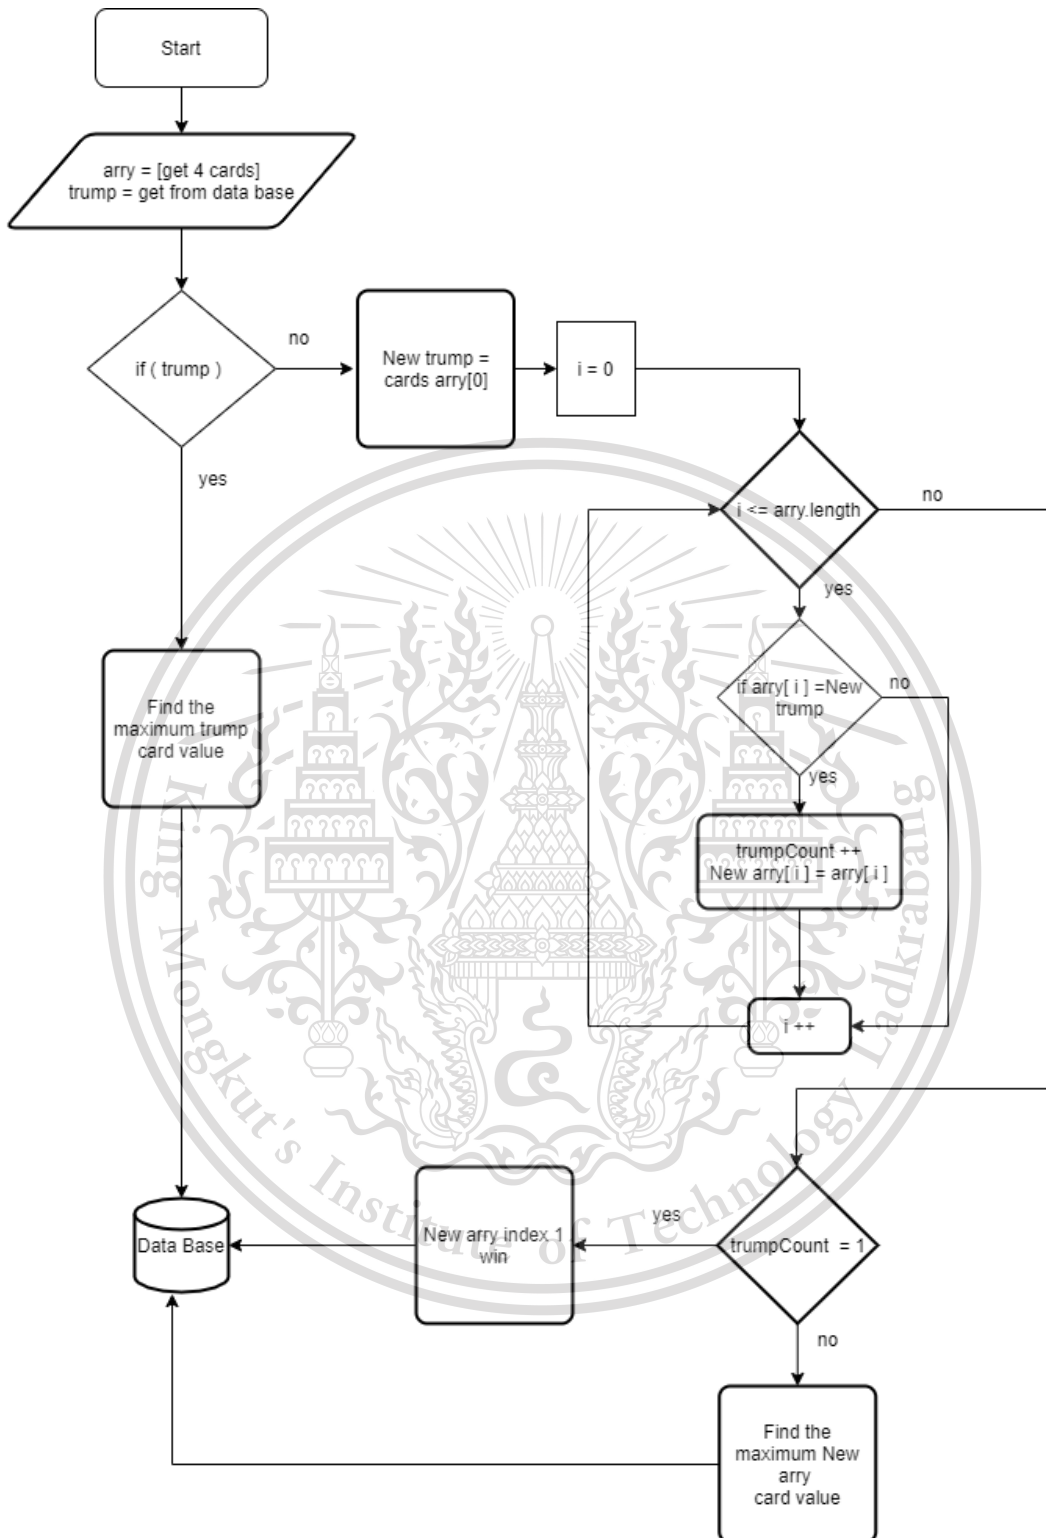 Start
arry = [get 4 cards]
trump = get from data base
if ( trump )
no
New trump =
cards arry[0]
i = 0
yes
i <= arry.length
no
yes
if arry[ i ] =New
trump
no
yes
Find the
maximum trump
card value
trumpCount ++
New arry[ i ] = arry[ i ]
i ++
trumpCount = 1
yes
New arry index 1
win
Data Base
no
Find the
maximum New
arry
card value
King Mongkut's Institute of Technology Ladkrabang